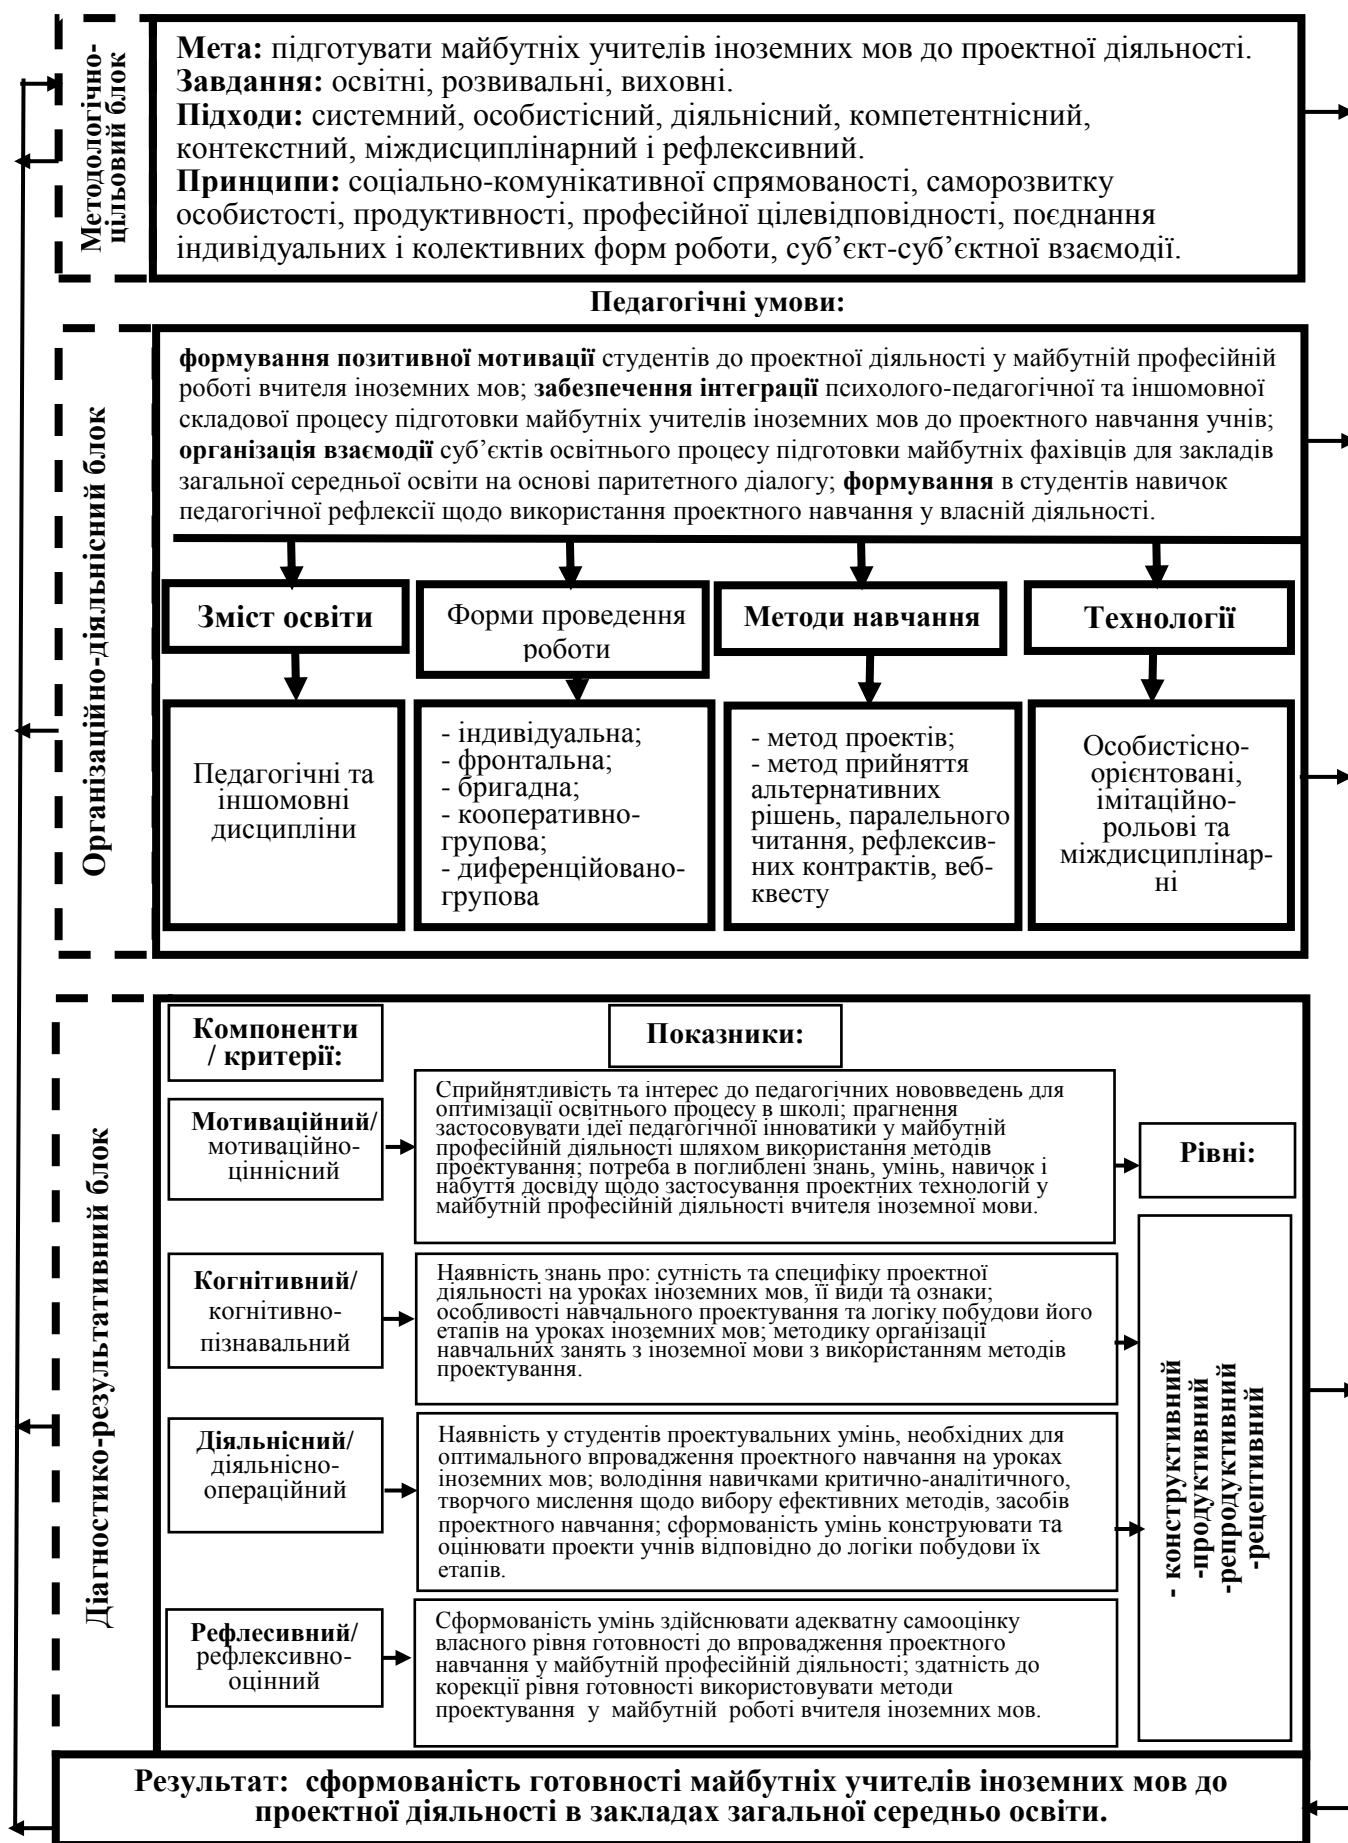 Методологічно-
цільовий блок
Мета: підготувати майбутніх учителів іноземних мов до проектної діяльності.
Завдання: освітні, розвивальні, виховні.
Підходи: системний, особистісний, діяльнісний, компетентнісний,
контекстний, міждисциплінарний і рефлексивний.
Принципи: соціально-комунікативної спрямованості, саморозвитку
особистості, продуктивності, професійної цілевідповідності, поєднання
індивідуальних і колективних форм роботи, суб’єкт-суб’єктної взаємодії.
Педагогічні умови:
Організаційно-діяльнісний блок
формування позитивної мотивації студентів до проектної діяльності у майбутній професійній
роботі вчителя іноземних мов; забезпечення інтеграції психолого-педагогічної та іншомовної
складової процесу підготовки майбутніх учителів іноземних мов до проектного навчання учнів;
організація взаємодії суб’єктів освітнього процесу підготовки майбутніх фахівців для закладів
загальної середньої освіти на основі паритетного діалогу; формування в студентів навичок
педагогічної рефлексії щодо використання проектного навчання у власній діяльності.
Зміст освіти
Форми проведення
роботи
Методи навчання
Технології
Педагогічні та
іншомовні
дисципліни
- індивідуальна;
- фронтальна;
- бригадна;
- кооперативно-
групова;
- диференційовано-
групова
- метод проектів;
- метод прийняття
альтернативних
рішень, паралельного
читання, рефлексив-
них контрактів, веб-
квесту
Особистісно-
орієнтовані,
імітаційно-
рольові та
міждисциплінар-
ні
Діагностико-результативний блок
Компоненти
/ критерії:
Показники:
Мотиваційний/
мотиваційно-
ціннісний
Сприйнятливість та інтерес до педагогічних нововведень для
оптимізації освітнього процесу в школі; прагнення
застосовувати ідеї педагогічної інноватики у майбутній
професійній діяльності шляхом використання методів
проектування; потреба в поглиблені знань, умінь, навичок і
набуття досвіду щодо застосування проектних технологій у
майбутній професійній діяльності вчителя іноземної мови.
Рівні:
Когнітивний/
когнітивно-
пізнавальний
Наявність знань про: сутність та специфіку проектної
діяльності на уроках іноземних мов, її види та ознаки;
особливості навчального проектування та логіку побудови його
етапів на уроках іноземних мов; методику організації
навчальних занять з іноземної мови з використанням методів
проектування.
Діяльнісний/
діяльнісно-
операційний
Наявність у студентів проектувальних умінь, необхідних для
оптимального впровадження проектного навчання на уроках
іноземних мов; володіння навичками критично-аналітичного,
творчого мислення щодо вибору ефективних методів, засобів
проектного навчання; сформованість умінь конструювати та
оцінювати проекти учнів відповідно до логіки побудови їх
етапів.
Рефлесивний/
рефлексивно-
оцінний
Сформованість умінь здійснювати адекватну самооцінку
власного рівня готовності до впровадження проектного
навчання у майбутній професійній діяльності; здатність до
корекції рівня готовності використовувати методи
проектування у майбутній роботі вчителя іноземних мов.
- конструктивний
-продуктивний
-репродуктивний
-рецептивний
Результат: сформованість готовності майбутніх учителів іноземних мов до
проектної діяльності в закладах загальної середньо освіти.